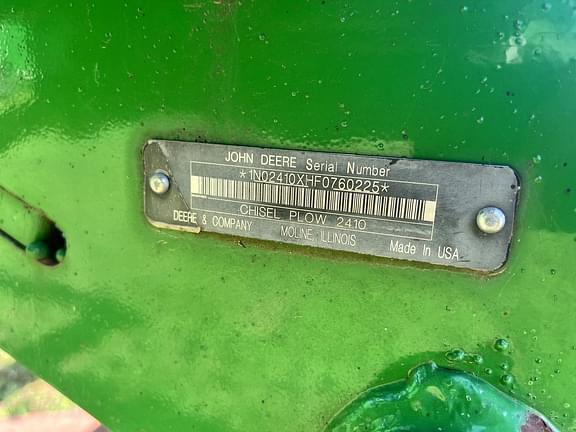 JOHN DEERE Serial Number
*1N02410XHF0760225*
CHISEL PLOW 2410
DEERE & COMPANY MOLINE, ILLINOIS Made In USA